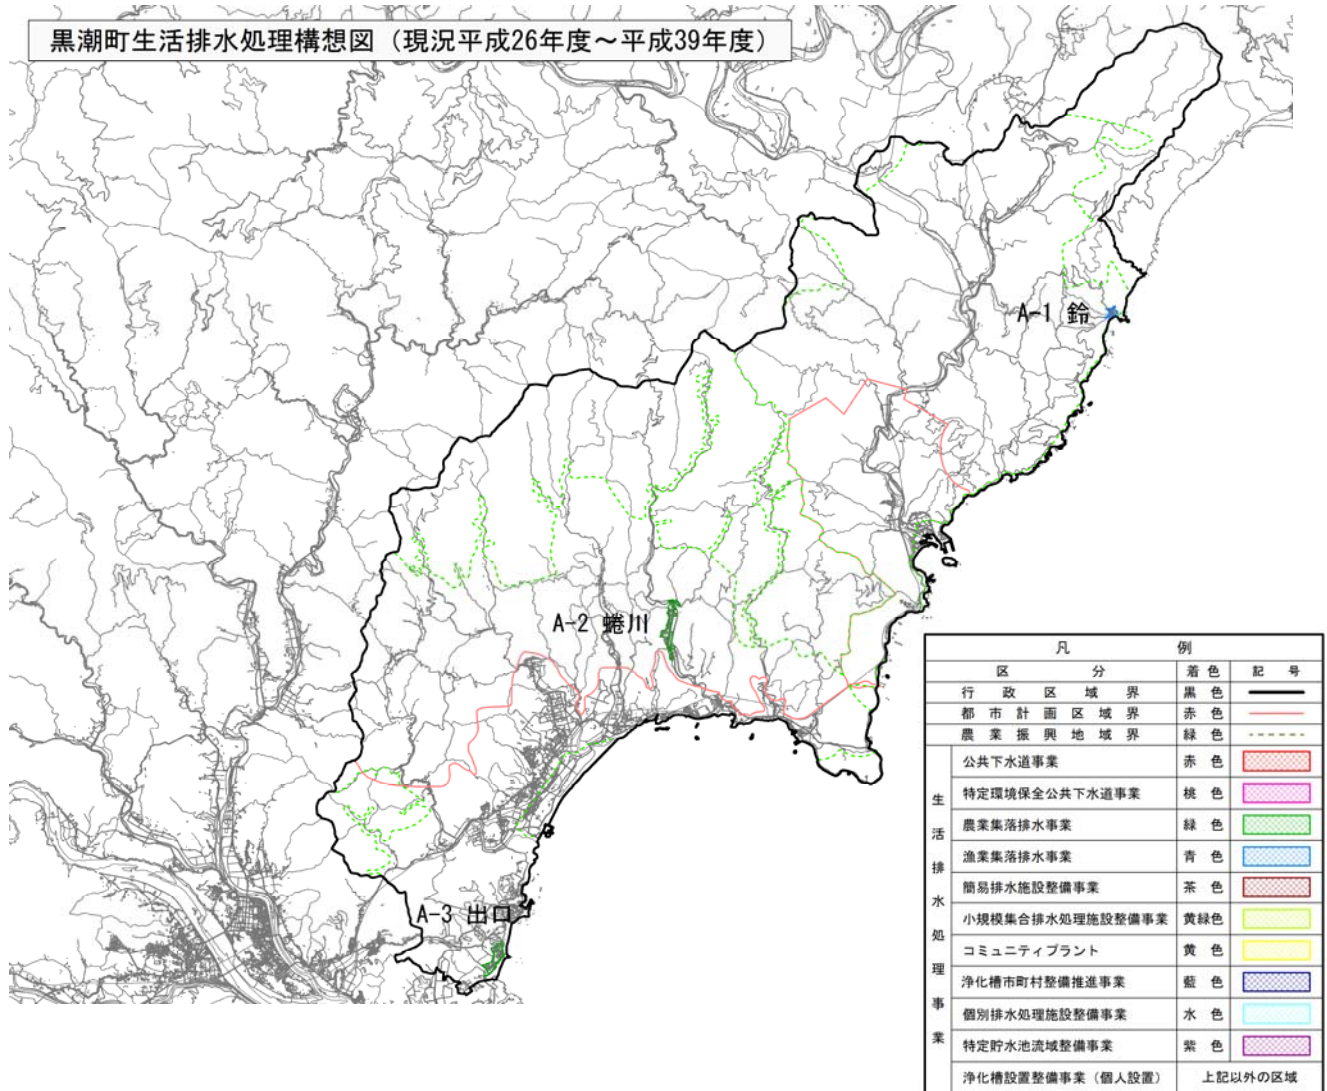 黒潮町生活排水処理構想図（現況平成26年度～平成39年度）
A-1 鈴
A-2 蜷川
A-3 出口
凡 例
区 分 着色 記号
行政区域界 黒色
都市計画区域界 赤色
農業振興地域界 緑色
生活排水処理事業
公共下水道事業 赤色
特定環境保全公共下水道事業 桃色
農業集落排水事業 緑色
漁業集落排水事業 青色
簡易排水施設整備事業 茶色
小規模集合排水処理施設整備事業 黄緑色
コミュニティプラント 黄色
浄化槽市町村整備推進事業 藍色
個別排水処理施設整備事業 水色
特定貯水池流域整備事業 紫色
浄化槽設置整備事業（個人設置） 上記以外の区域